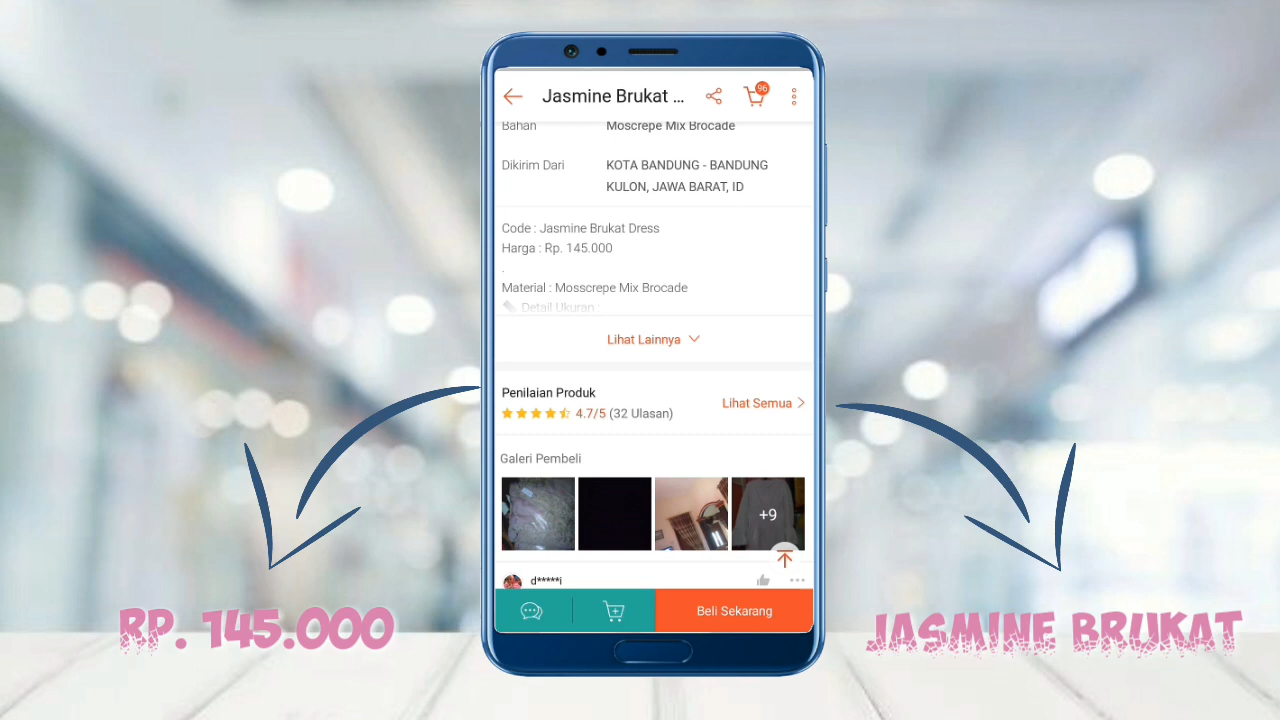 Jasmine Brukat ...
96
Bahan Moscrepe Mix Brocade
Dikirim Dari KOTA BANDUNG - BANDUNG
KULON, JAWA BARAT, ID
Code : Jasmine Brukat Dress
Harga : Rp. 145.000
.
Material : Mosscrepe Mix Brocade
Detail Ukuran :
Lihat Lainnya
Penilaian Produk
4.7/5 (32 Ulasan)
Lihat Semua
Galeri Pembeli
+9
d*****i
Beli Sekarang
RP. 145.000
JASMINE BRUKAT